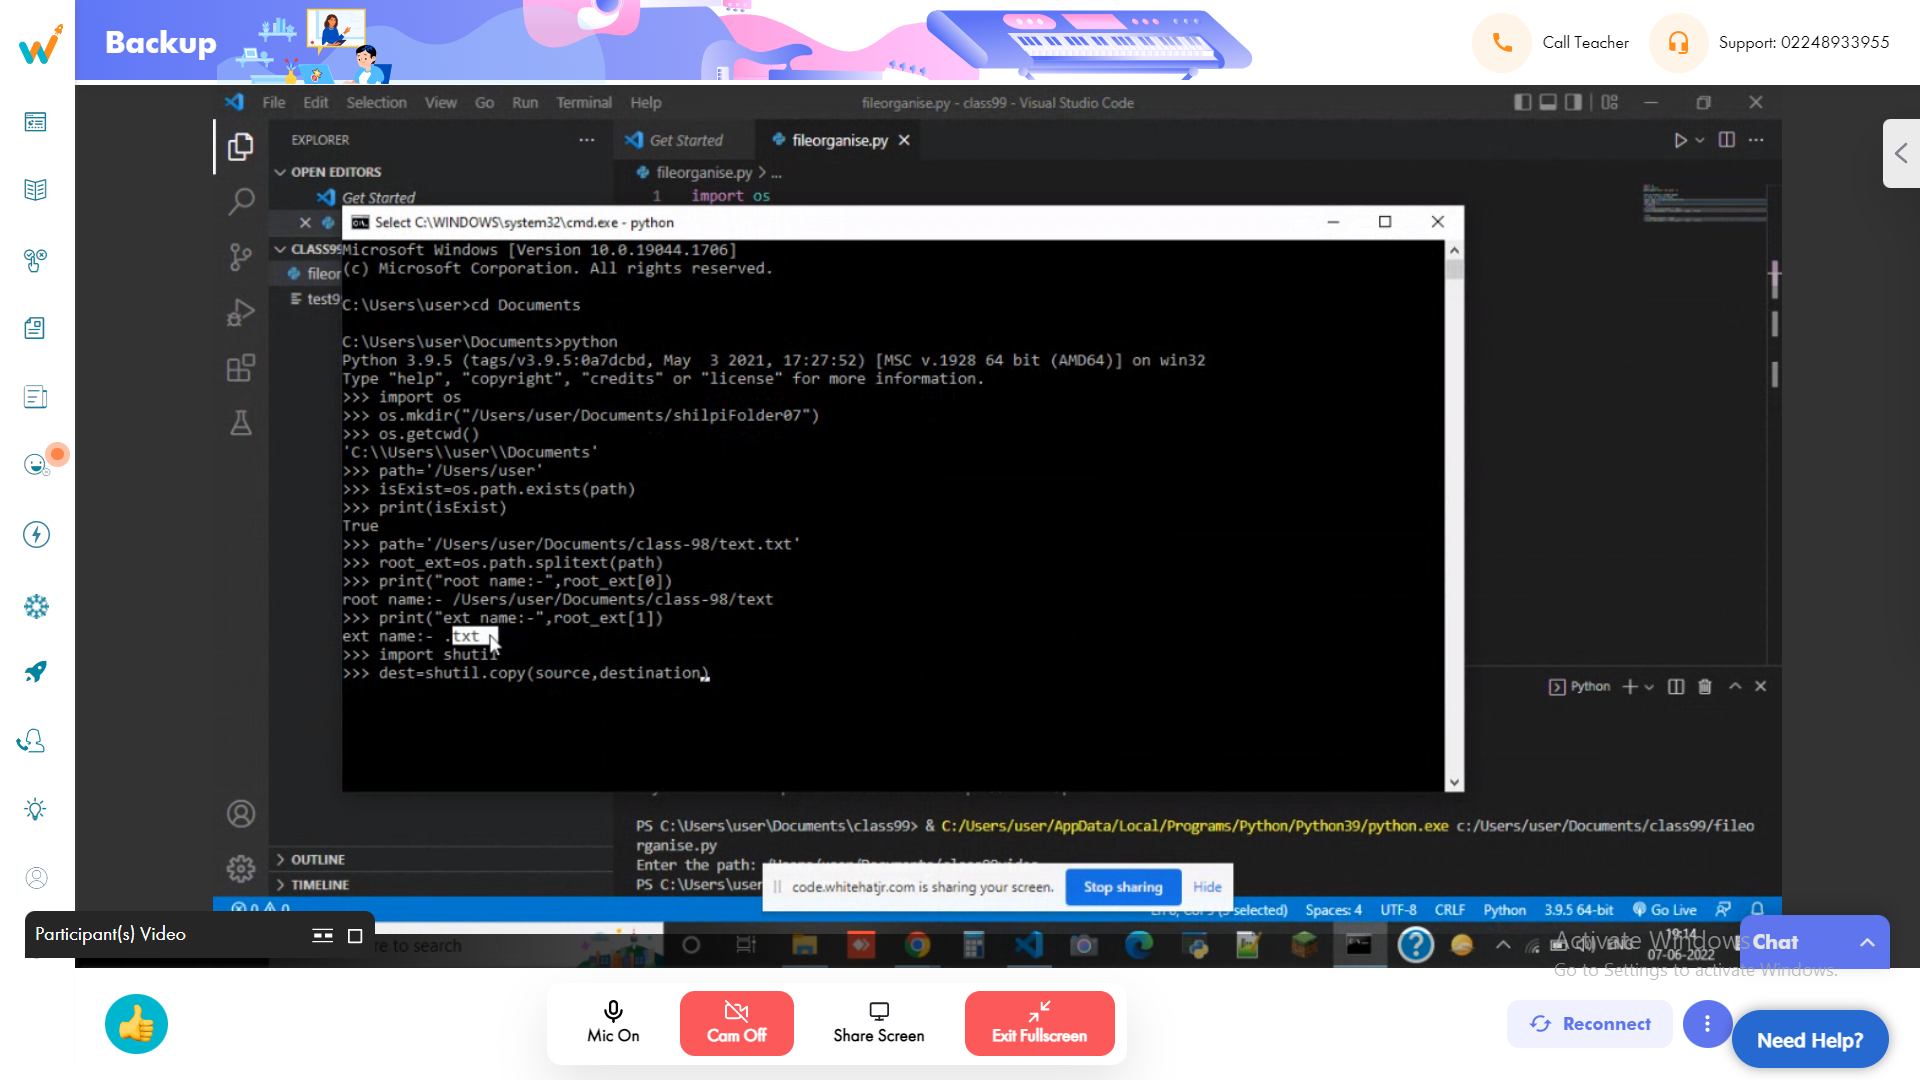 Backup
Call Teacher
Support: 02248933955
File Edit Selection View Go Run Terminal Help
fileorganise.py - class99 - Visual Studio Code
EXPLORER
Get Started
fileorganise.py
OPEN EDITORS
fileorganise.py > ...
Get Started
1 import os
Select C:\WINDOWS\system32\cmd.exe - python
CLASS99
fileor
test9
Microsoft Windows [Version 10.0.19044.1706]
(c) Microsoft Corporation. All rights reserved.
C:\Users\user>cd Documents
C:\Users\user\Documents>python
Python 3.9.5 (tags/v3.9.5:0a7dcbd, May  3 2021, 17:27:52) [MSC v.1928 64 bit (AMD64)] on win32
Type "help", "copyright", "credits" or "license" for more information.
>>> import os
>>> os.mkdir("/Users/user/Documents/shilpiFolder07")
>>> os.getcwd()
'C:\\Users\\user\\Documents'
>>> path='/Users/user'
>>> isExist=os.path.exists(path)
>>> print(isExist)
True
>>> path='/Users/user/Documents/class-98/text.txt'
>>> root_ext=os.path.splitext(path)
>>> print("root name:-",root_ext[0])
root name:- /Users/user/Documents/class-98/text
>>> print("ext name:-",root_ext[1])
ext name:- .txt
>>> import shutil
>>> dest=shutil.copy(source,destination)
Python
PS C:\Users\user\Documents\class99> & C:/Users/user/AppData/Local/Programs/Python/Python39/python.exe c:/Users/user/Documents/class99/fileo
rganise.py
Enter the path: /Users/user/Documents/class99video
PS C:\Users\user
OUTLINE
TIMELINE
code.whitehatjr.com is sharing your screen.
Stop sharing
Hide
0 0
selected)
Spaces: 4
UTF-8
CRLF
Python
3.9.5 64-bit
Go Live
Participant(s) Video
re to search
ENG
19:14
07-06-2022
Activate Windows
Go to Settings to activate Windows.
Chat
Mic On
Cam Off
Share Screen
Exit Fullscreen
Reconnect
Need Help?